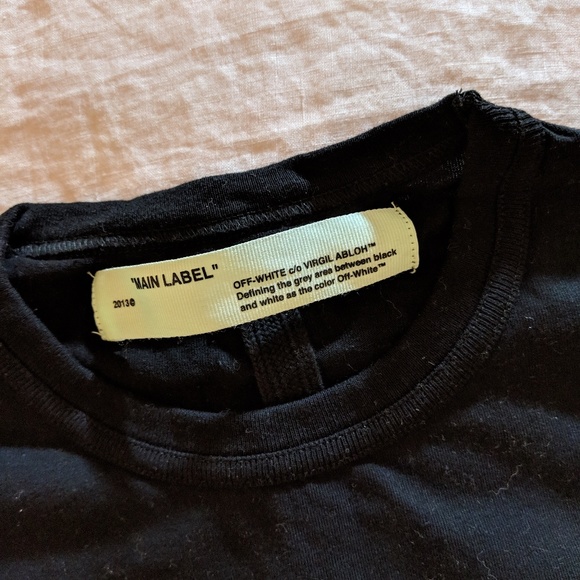 "MAIN LABEL"
2013©
OFF-WHITE c/o VIRGIL ABLOH™
Defining the grey area between black
and white as the color Off-White™